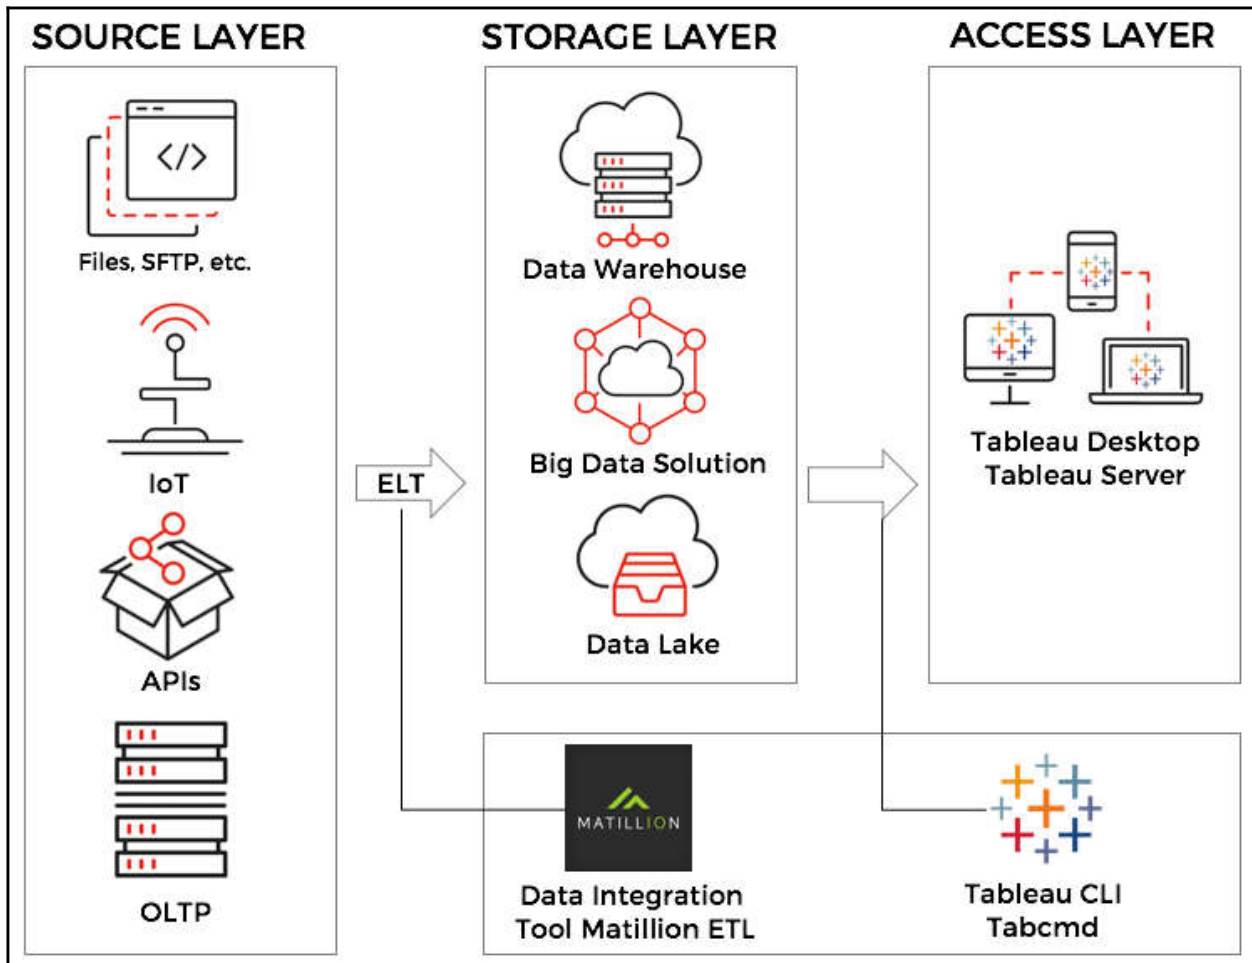 SOURCE LAYER
STORAGE LAYER
ACCESS LAYER
</>
Files, SFTP, etc.
IoT
APIs
OLTP
ELT
Data Warehouse
Big Data Solution
Data Lake
Tableau Desktop
Tableau Server
MATILLION
Data Integration
Tool Matillion ETL
Tableau CLI
Tabcmd